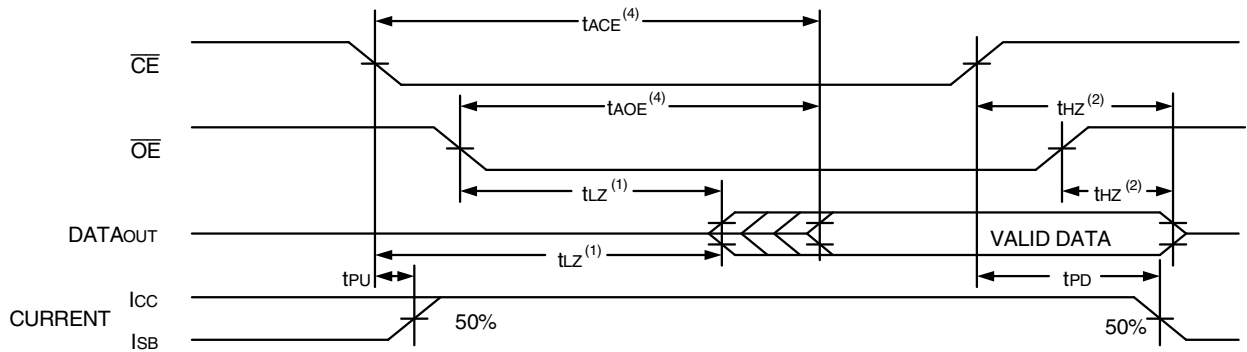 tACE(4)
CE
tAOE(4)
tHZ(2)
OE
tLZ(1)
tHZ(2)
DATAOUT
VALID DATA
tLZ(1)
tPU
tPD
ICC
CURRENT
50%
50%
ISB